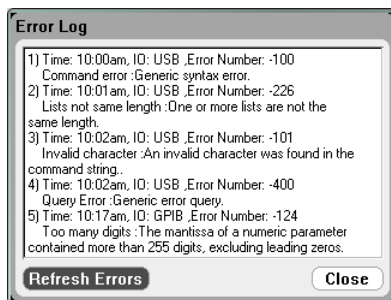 Error Log
1) Time: 10:00am, IO: USB ,Error Number: -100
Command error :Generic syntax error.
2) Time: 10:01am, IO: USB ,Error Number: -226
Lists not same length :One or more lists are not the
same length.
3) Time: 10:02am, IO: USB ,Error Number: -101
Invalid character :An invalid character was found in the
command string..
4) Time: 10:02am, IO: USB ,Error Number: -400
Query Error :Generic error query.
5) Time: 10:17am, IO: GPIB ,Error Number: -124
Too many digits :The mantissa of a numeric parameter
contained more than 255 digits, excluding leading zeros.
Refresh Errors Close